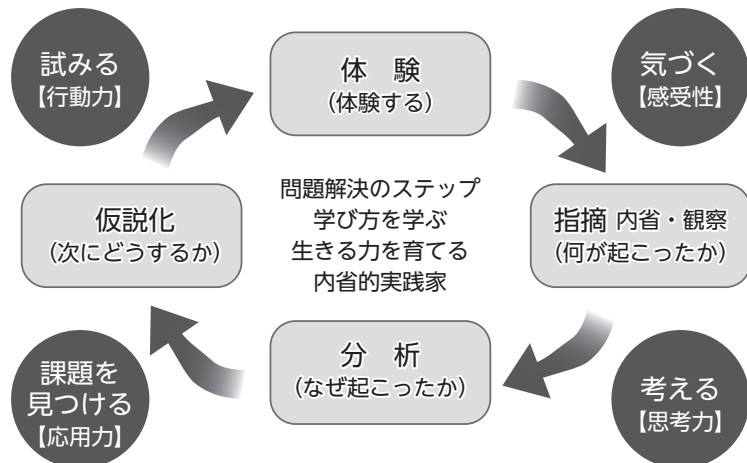 試みる
【行動力】
体 験
(体験する)
気づく
【感受性】
仮説化
(次にどうするか)
問題解決のステップ
学び方を学ぶ
生きる力を育てる
内省的実践家
指摘 内省・観察
(何が起こったか)
課題を
見つける
【応用力】
分 析
(なぜ起こったか)
考える
【思考力】